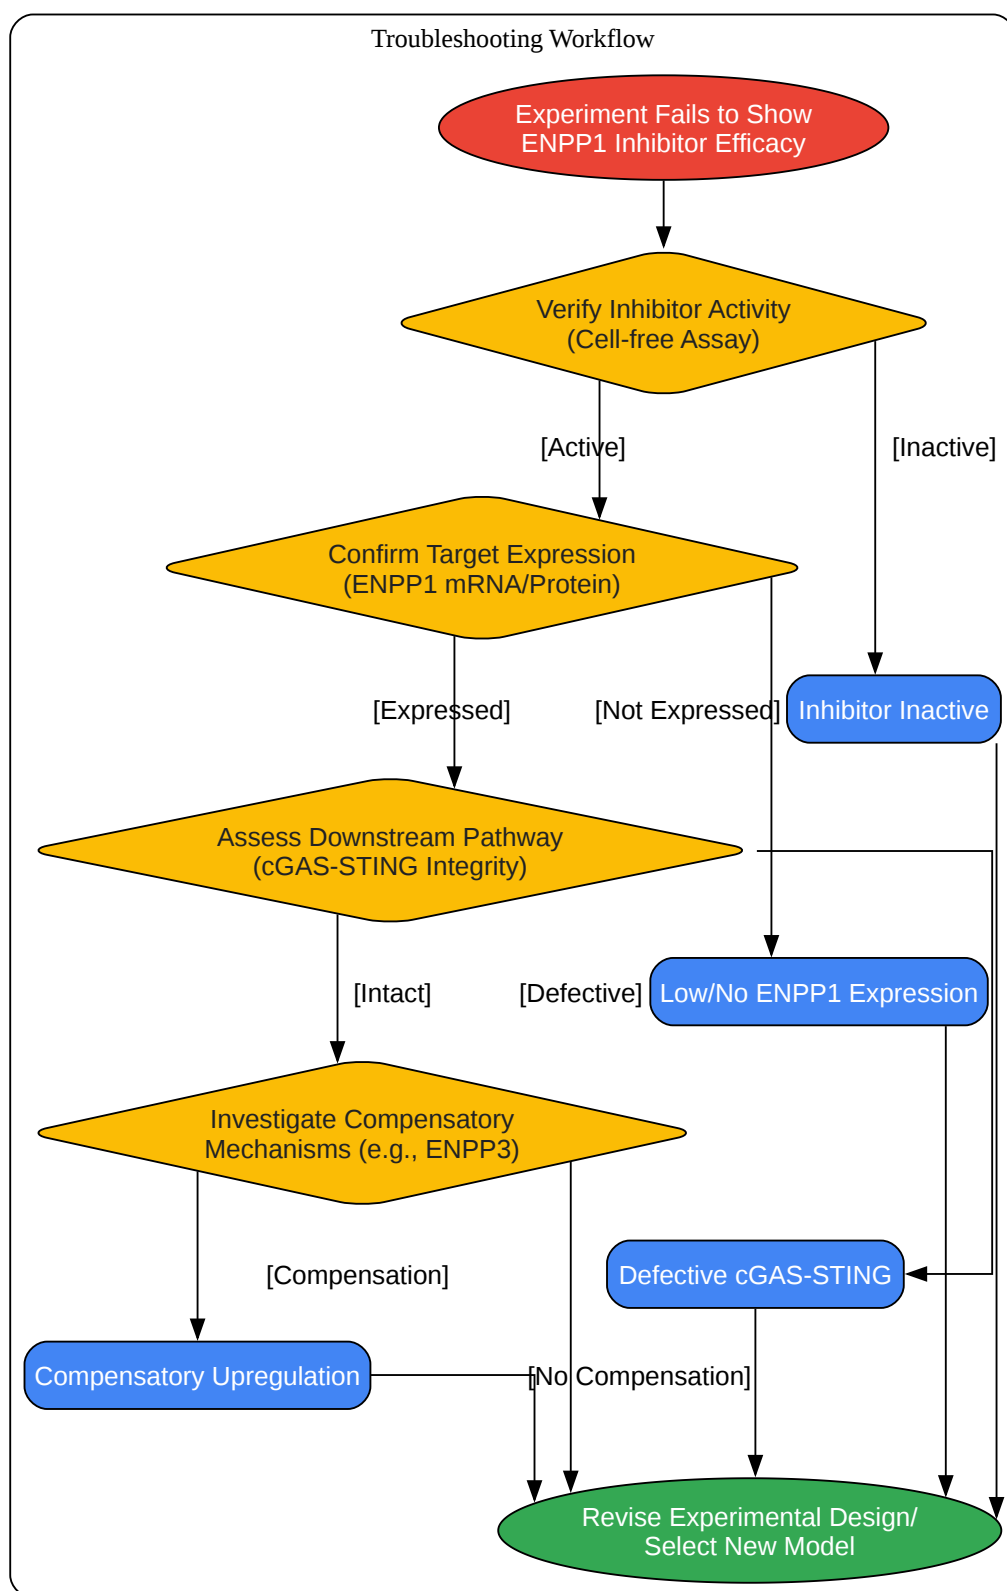 Troubleshooting Workflow
Experiment Fails to Show
ENPP1 Inhibitor Efficacy
Verify Inhibitor Activity
(Cell-free Assay)
[Active]
[Inactive]
Confirm Target Expression
(ENPP1 mRNA/Protein)
[Expressed]
[Not Expressed]
Inhibitor Inactive
Assess Downstream Pathway
(cGAS-STING Integrity)
[Intact]
[Defective]
Low/No ENPP1 Expression
Investigate Compensatory
Mechanisms (e.g., ENPP3)
[Compensation]
Defective cGAS-STING
Compensatory Upregulation
[No Compensation]
Revise Experimental Design/
Select New Model